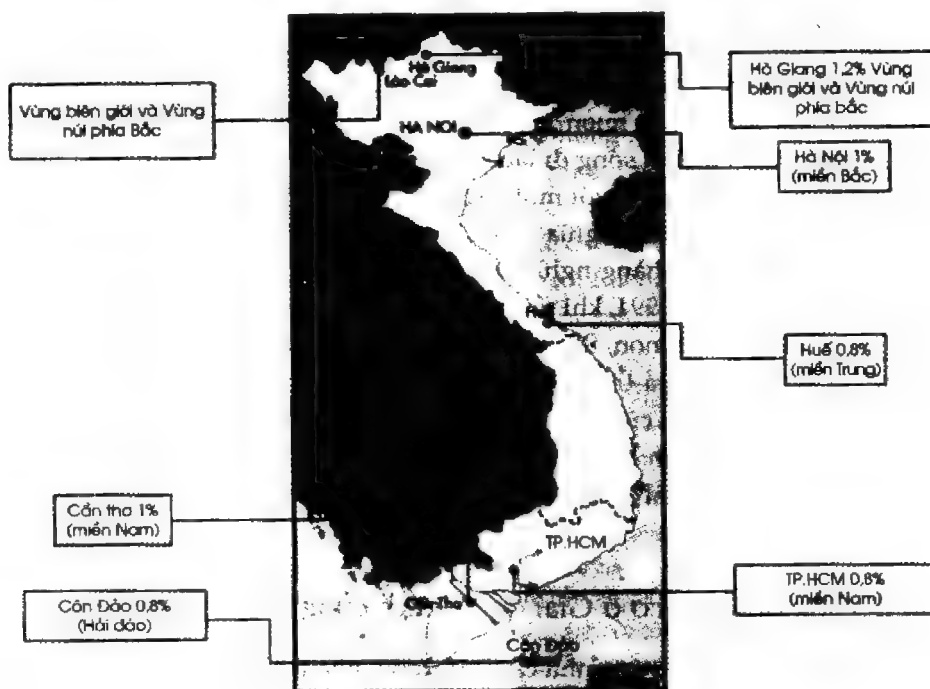 Hà Giang
Lào Cai
Vùng biên giới và Vùng
núi phía Bắc
Hà Giang 1,2% Vùng
biên giới và Vùng núi
phía bắc
HA NOI
Hà Nội 1%
(miền Bắc)
Huế 0,8%
(miền Trung)
Cần thơ 1%
(miền Nam)
TP.HCM
TP.HCM 0,8%
(miền Nam)
Cần Thơ
Côn Đảo 0,8%
(Hải đảo)
Côn Đảo